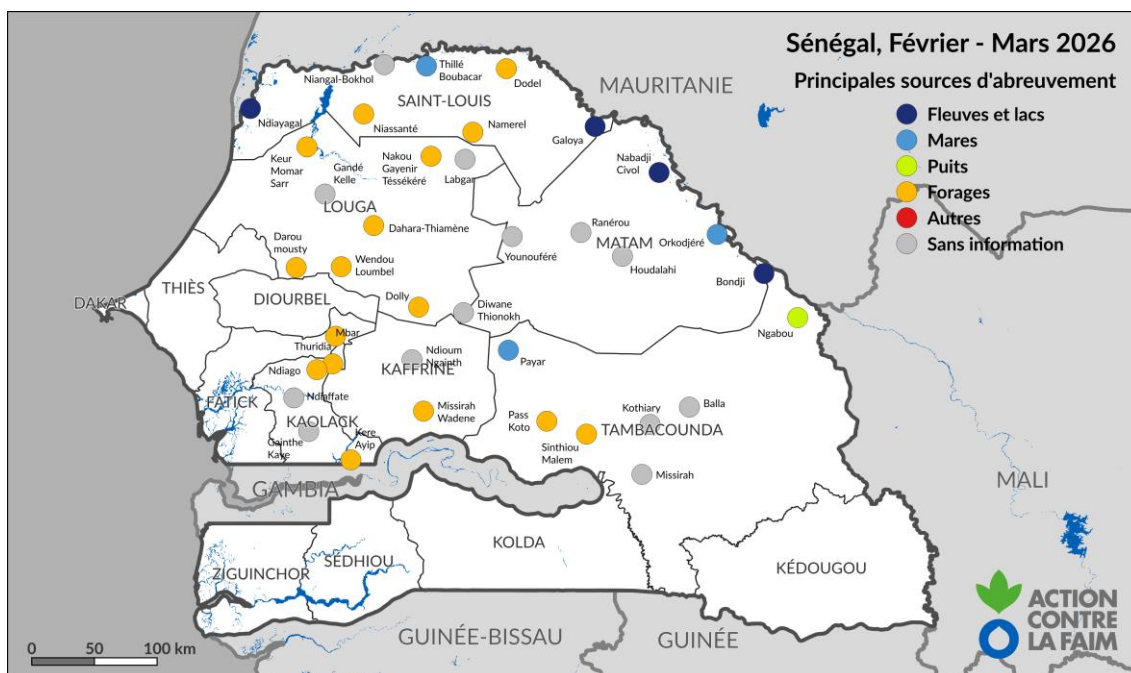 Sénégal, Février - Mars 2026
Principales sources d'abreuvement
Fleuves et lacs
Mares
Puits
Forages
Autres
Sans information
MAURITANIE
Niangal-Bokhol
Thillé
Boubacar
Dodel
SAINT-LOUIS
Ndiayagal
Niassanté
Namerel
Galoya
Keur
Momar
Sarr
Gandé
Kelle
Nakou
Gayenir
Téssékéré
Labgar
Nabadji
Civol
LOUGA
Dahara-Thiamène
Ranérou
MATAM
Orkodjéré
Younouféré
Houdalahi
Darou
mousty
Wendou
Loumbel
Bondji
THIÈS
DIOURBEL
DAKAR
Dolly
Diwane
Thionokh
Ngabou
Mbar
Thuridia
Ndioum
Ngainth
Payar
Ndiago
KAFFRINE
FATICK
Ndiaffate
Missirah
Wadene
Pass
Koto
Kothiary
Balla
KAOLACK
TAMBACOUNDA
Gainthe
Kaye
Kere
Ayip
Sinthiou
Malem
Missirah
GAMBIA
MALI
KOLDA
SÉDHIOU
ZIGUINCHOR
KÉDOUGOU
GUINÉE-BISSAU
GUINÉE
0 50 100 km
ACTION
CONTRE
LA FAIM